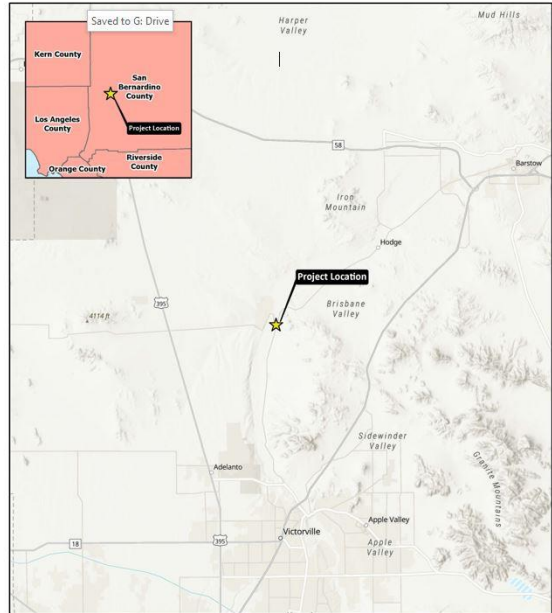 Saved to G: Drive
Kern County
San
Bernardino
County
Project Location
Los Angeles
County
Orange County
Riverside
County
Harper
Valley
Mud Hills
58
Barstow
Iron
Mountain
Hodge
Project Location
395
4114 ft
Brisbane
Valley
Sidewinder
Valley
Granite Mountains
Adelanto
Victorville
Apple Valley
18
395
Apple
Valley